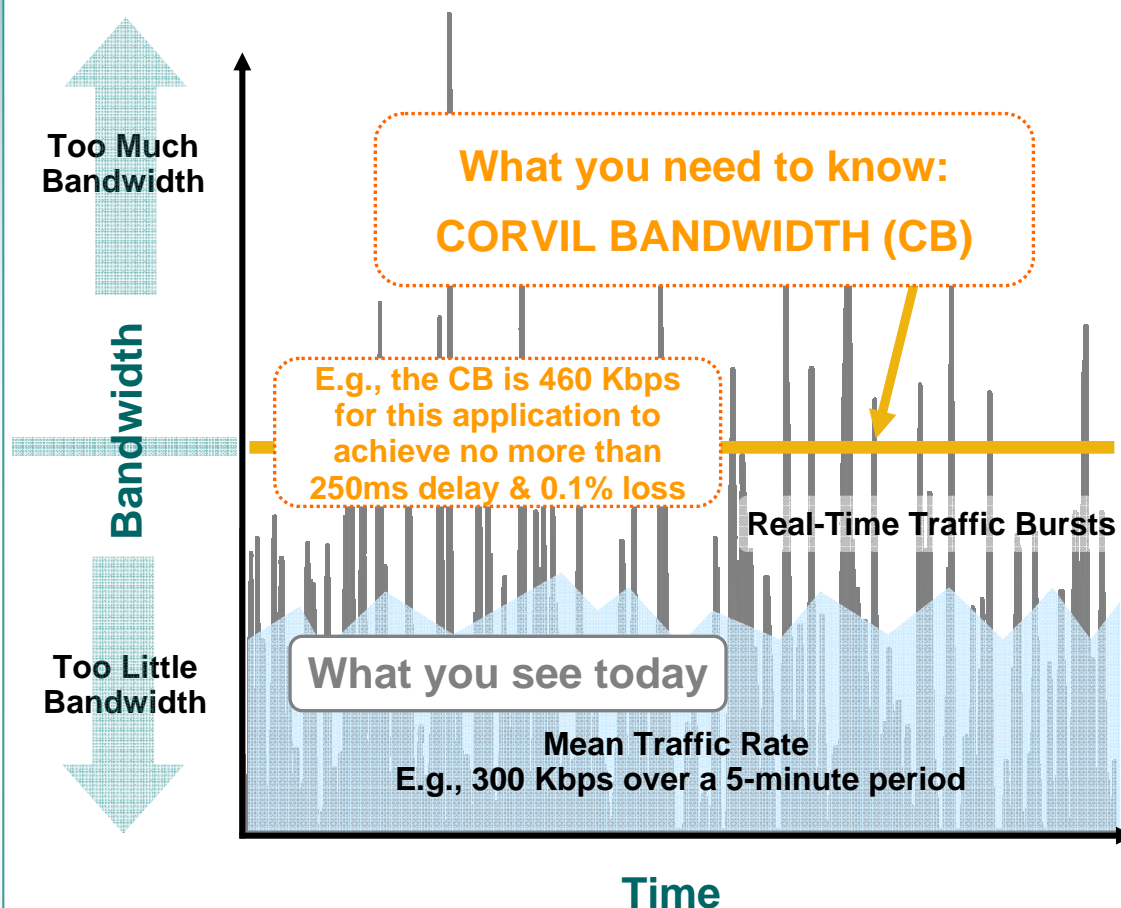 Too Much
Bandwidth
What you need to know:
CORVIL BANDWIDTH (CB)
Bandwidth
E.g., the CB is 460 Kbps
for this application to
achieve no more than
250ms delay & 0.1% loss
Real-Time Traffic Bursts
Too Little
Bandwidth
What you see today
Mean Traffic Rate
E.g., 300 Kbps over a 5-minute period
Time